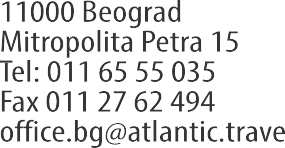 11000 Beograd
Mitropolita Petra 15
Tel: 011 65 55 035
Fax 011 27 62 494
office.bg@atlantic.trave